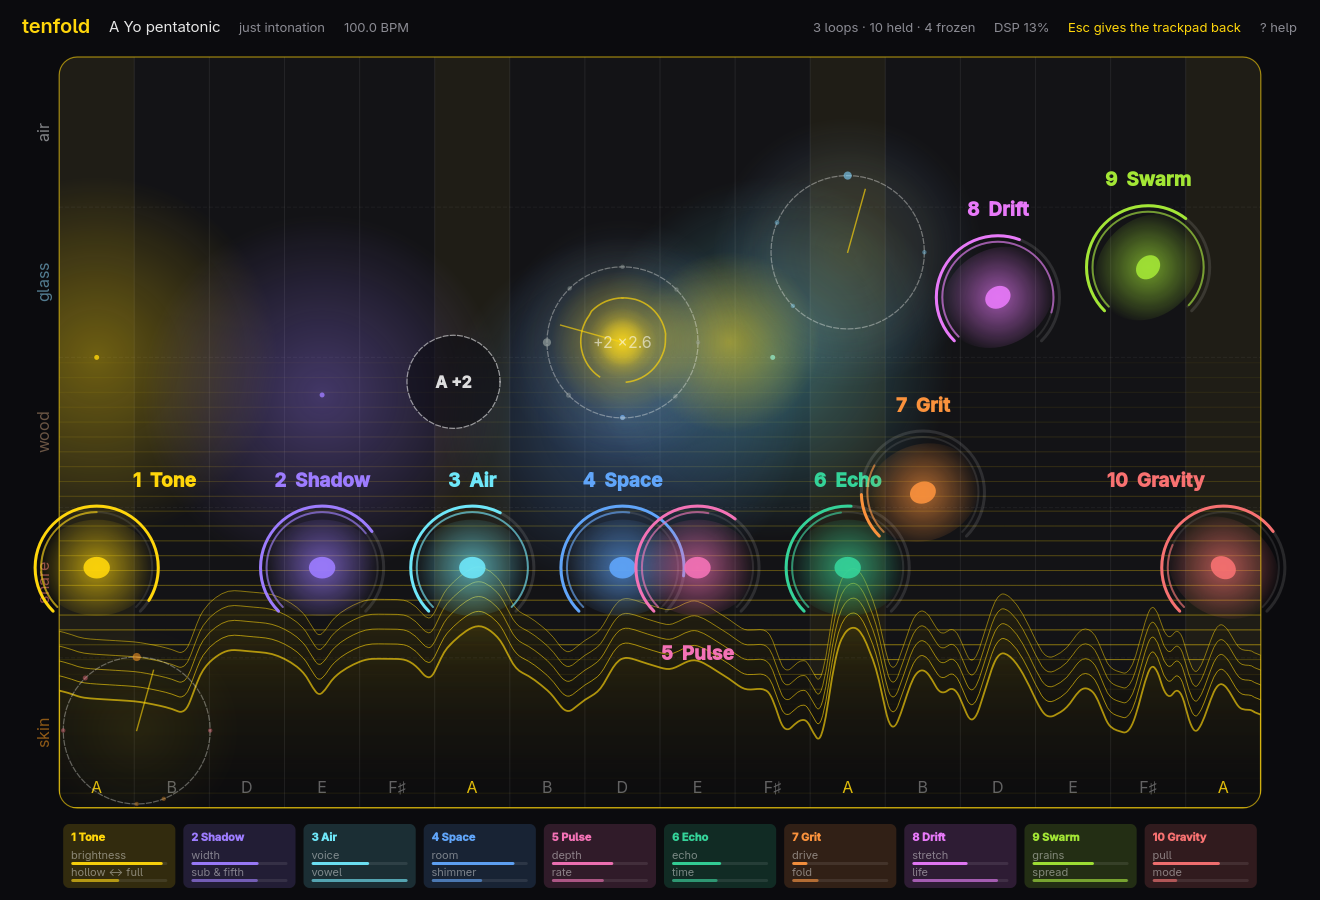 tenfold A Yo pentatonic just intonation 100.0 BPM 3 loops · 10 held · 4 frozen DSP 13% Esc gives the trackpad back ? help
air
glass
wood
snare
skin
9 Swarm
8 Drift
+2 ×2.6
A +2
7 Grit
1 Tone 2 Shadow 3 Air 4 Space 6 Echo 10 Gravity
5 Pulse
A B D E F♯ A B D E F♯ A B D E F♯ A
1 Tone 2 Shadow 3 Air 4 Space 5 Pulse 6 Echo 7 Grit 8 Drift 9 Swarm 10 Gravity
brightness width voice room depth echo drive stretch grains pull
hollow ↔ full sub & fifth vowel shimmer rate time fold life spread mode